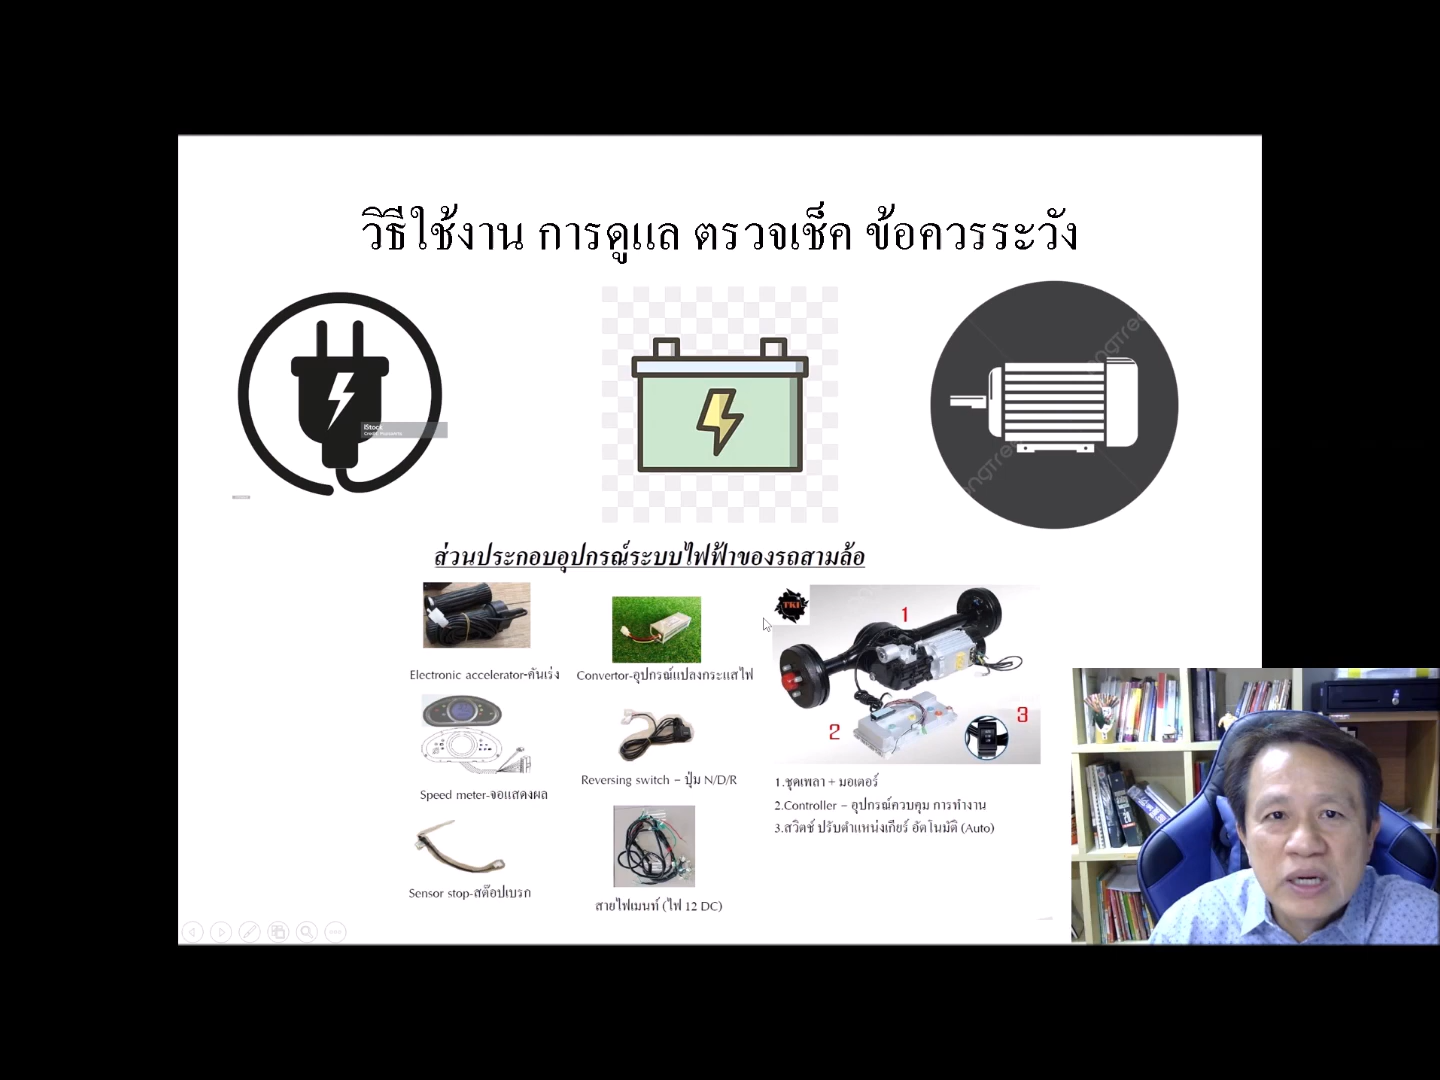 วิธีใช้งาน การดูแล ตรวจเช็ค ข้อควรระวัง
iStock
ส่วนประกอบอุปกรณ์ระบบไฟฟ้าของรถสามล้อ
Electronic accelerator-คันเร่ง
Convertor-อุปกรณ์แปลงกระแสไฟ
Speed meter-จอแสดงผล
Reversing switch – ปุ่ม N/D/R
Sensor stop-สต๊อปเบรก
สายไฟเมนท์ (ไฟ 12 DC)
TKL
1
2
3
1.ชุดเพลา + มอเตอร์
2.Controller – อุปกรณ์ควบคุม การทำงาน
3.สวิตซ์ ปรับตำแหน่งเกียร์ อัตโนมัติ (Auto)